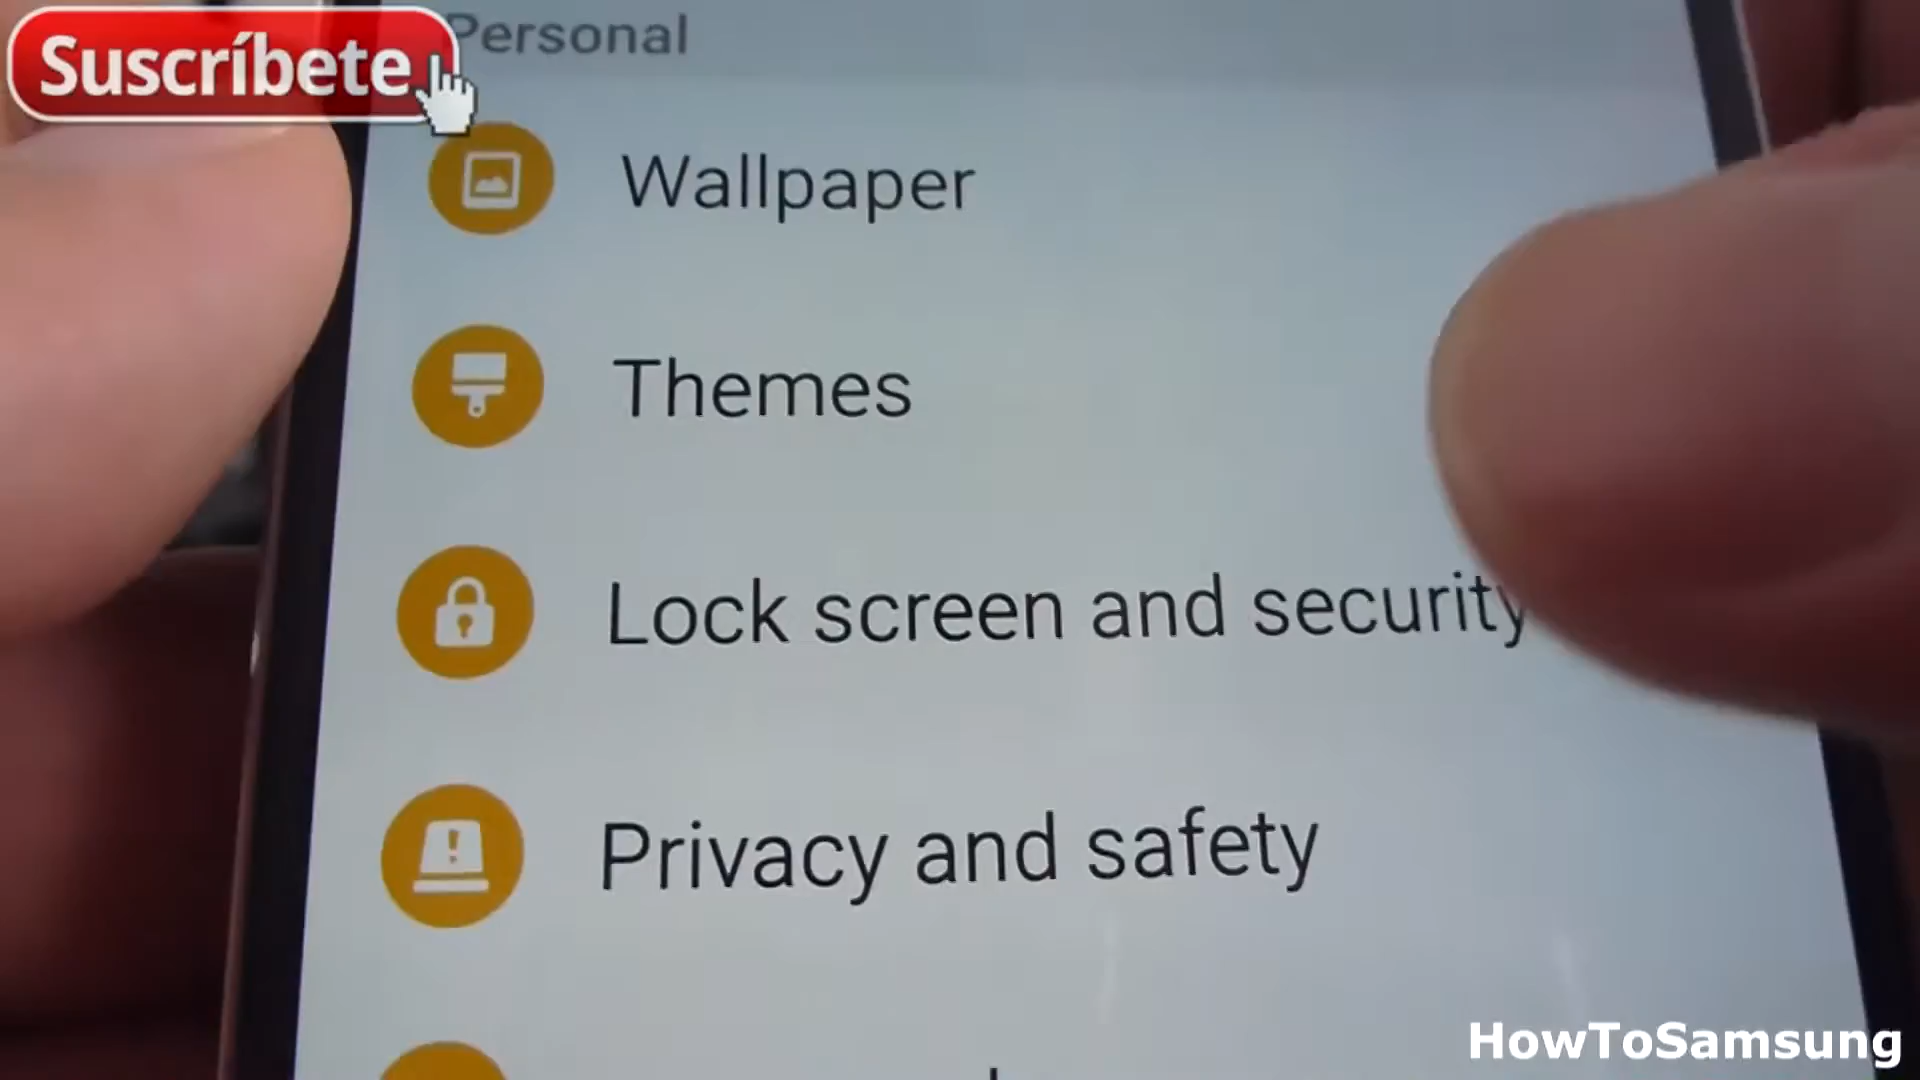 Suscríbete
Personal
Wallpaper
Themes
Lock screen and security
Privacy and safety
HowToSamsung